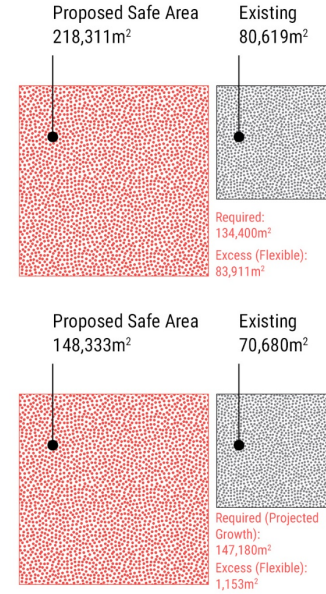 Proposed Safe Area
218,311m²
Existing
80,619m²
Required:
134,400m²
Excess (Flexible):
83,911m²
Proposed Safe Area
148,333m²
Existing
70,680m²
Required (Projected
Growth):
147,180m²
Excess (Flexible):
1,153m²